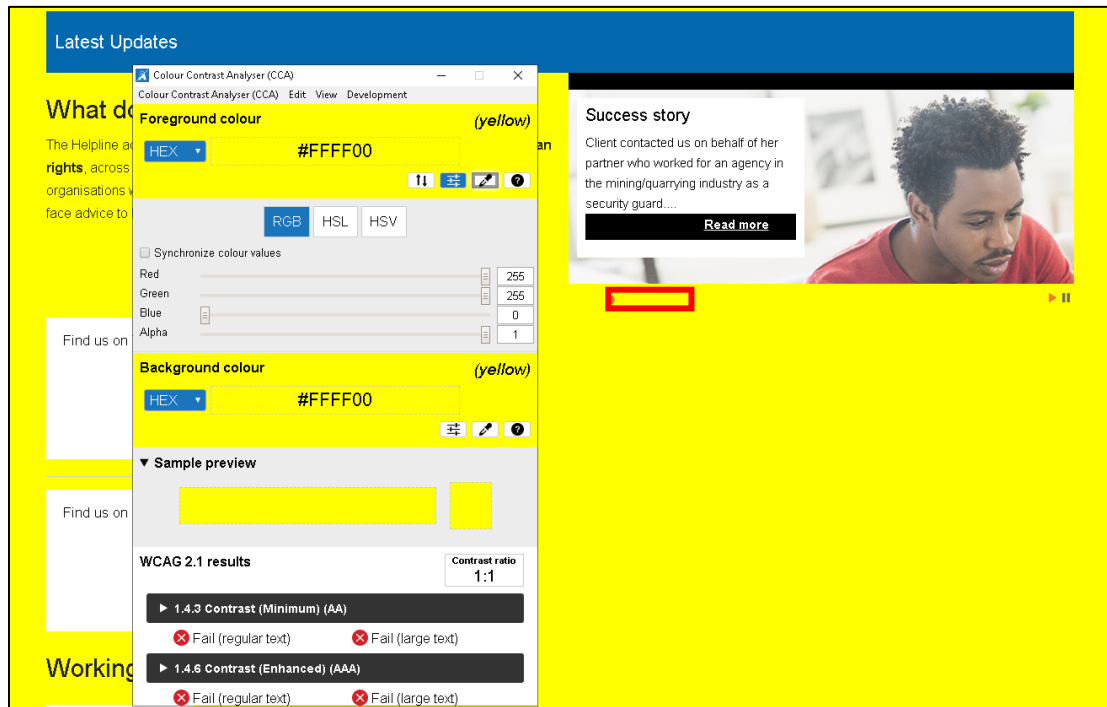 Latest Updates
Colour Contrast Analyser (CCA)
Colour Contrast Analyser (CCA) Edit View Development
What do
The Helpline a
an
rights, across
organisations
face advice to
Foreground colour
(yellow)
HEX
#FFFF00
RGB HSL HSV
Synchronize colour values
Red 255
Green 255
Blue 0
Alpha 1
Background colour
(yellow)
HEX
#FFFF00
Sample preview
WCAG 2.1 results
Contrast ratio
1:1
1.4.3 Contrast (Minimum) (AA)
Fail (regular text) Fail (large text)
1.4.6 Contrast (Enhanced) (AAA)
Fail (regular text) Fail (large text)
Find us on
Find us on
Working
Success story
Client contacted us on behalf of her
partner who worked for an agency in
the mining/quarrying industry as a
security guard....
Read more